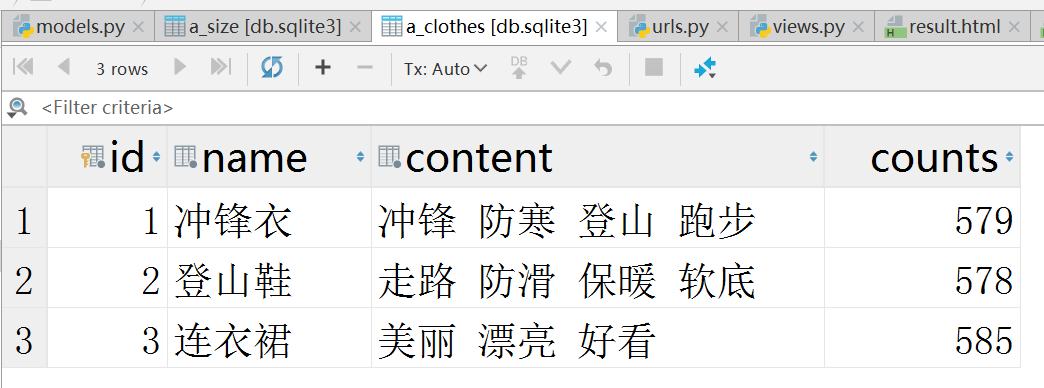 models.py a_size [db.sqlite3] a_clothes [db.sqlite3] urls.py views.py result.html
3 rows Tx: Auto DB
<Filter criteria>
id name content counts
1 1 冲锋衣 冲锋 防寒 登山 跑步 579
2 2 登山鞋 走路 防滑 保暖 软底 578
3 3 连衣裙 美丽 漂亮 好看 585